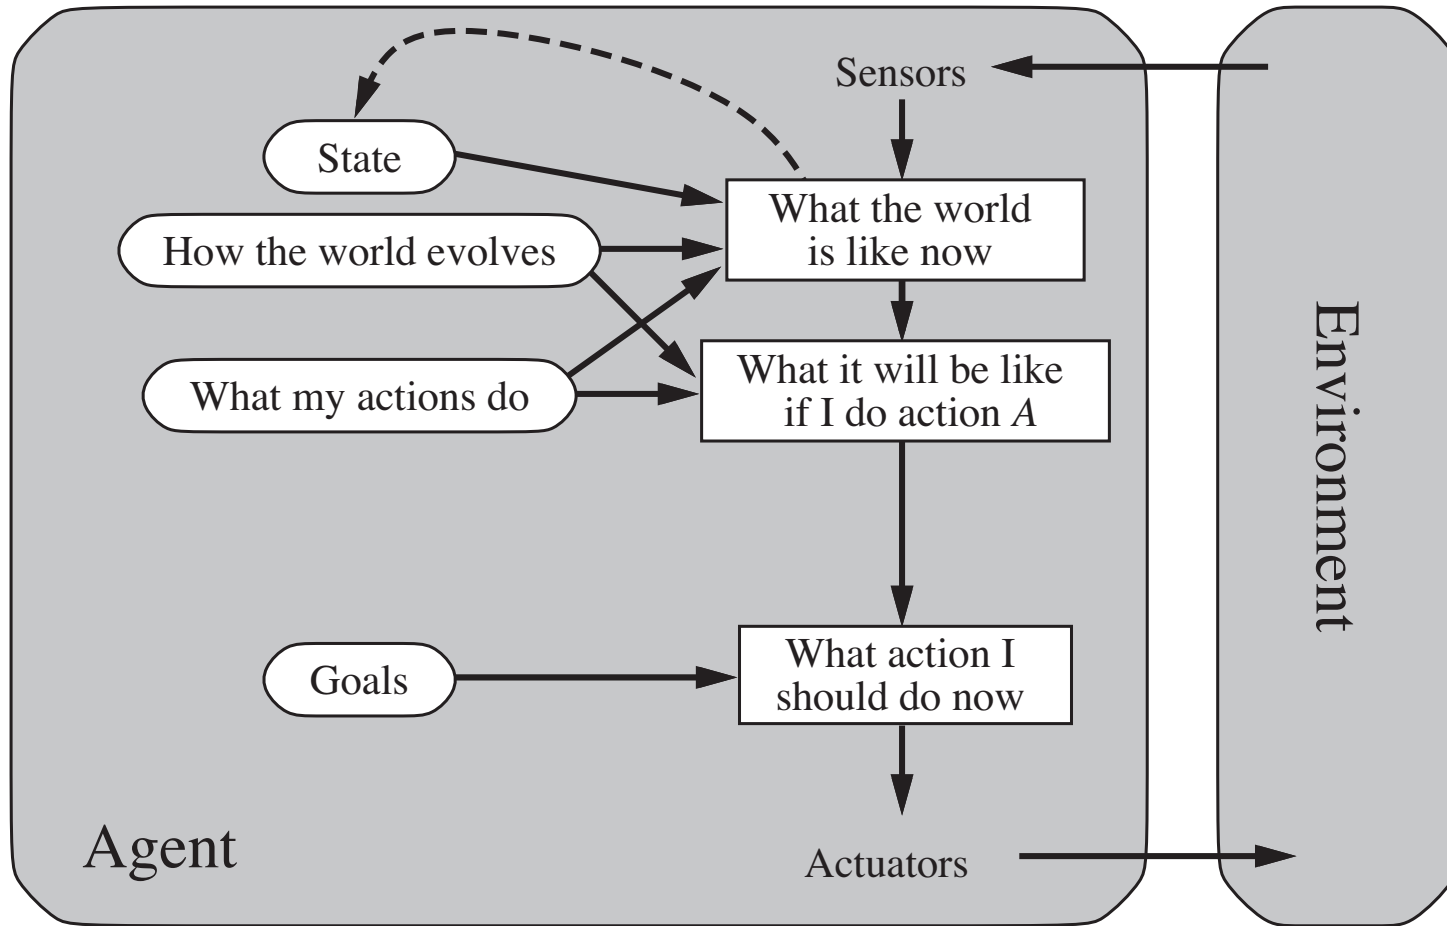 Sensors
State
What the world
is like now
How the world evolves
What it will be like
if I do action A
What my actions do
Environment
What action I
should do now
Goals
Agent
Actuators